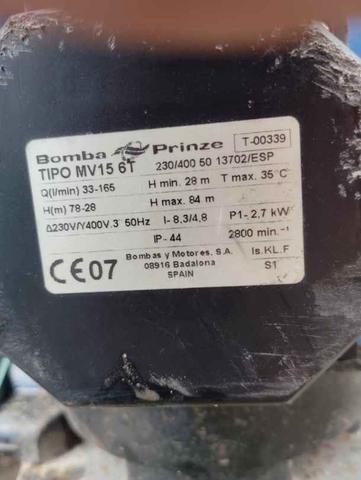 Bomba Prinze T-00339
TIPO MV15 6T 230/400 50 13702/ESP
Q(l/min) 33-165 H min. 28 m T max. 35°C
H(m) 78-28 H max. 84 m
Δ230V/Y400V.3~50Hz I- 8,3/4,8 P1- 2,7 kW
IP- 44 2800 min.-¹
CE07 Bombas y Motores, S.A. Is.KL.F
08916 Badalona S1
SPAIN